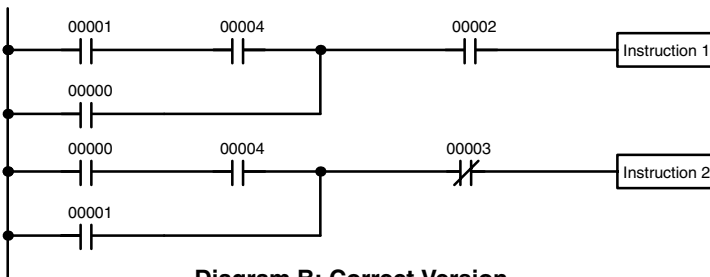 00001 00004 00002
Instruction 1
00000
00000 00004 00003
Instruction 2
00001
Diagram B: Correct Version